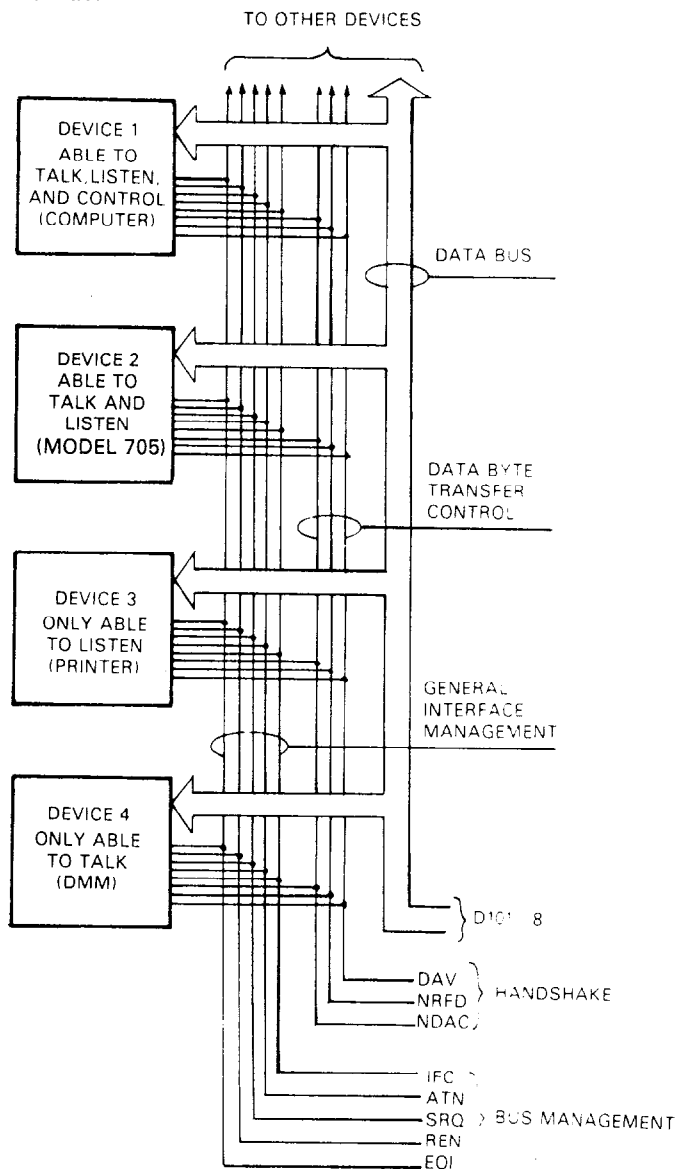 TO OTHER DEVICES
DEVICE 1
ABLE TO
TALK, LISTEN,
AND CONTROL
(COMPUTER)
DATA BUS
DEVICE 2
ABLE TO
TALK AND
LISTEN
(MODEL 705)
DATA BYTE
TRANSFER
CONTROL
DEVICE 3
ONLY ABLE
TO LISTEN
(PRINTER)
GENERAL
INTERFACE
MANAGEMENT
DEVICE 4
ONLY ABLE
TO TALK
(DMM)
D101 8
DAV
NRFD
NDAC
HANDSHAKE
IFC
ATN
SRQ
REN
EOI
BUS MANAGEMENT